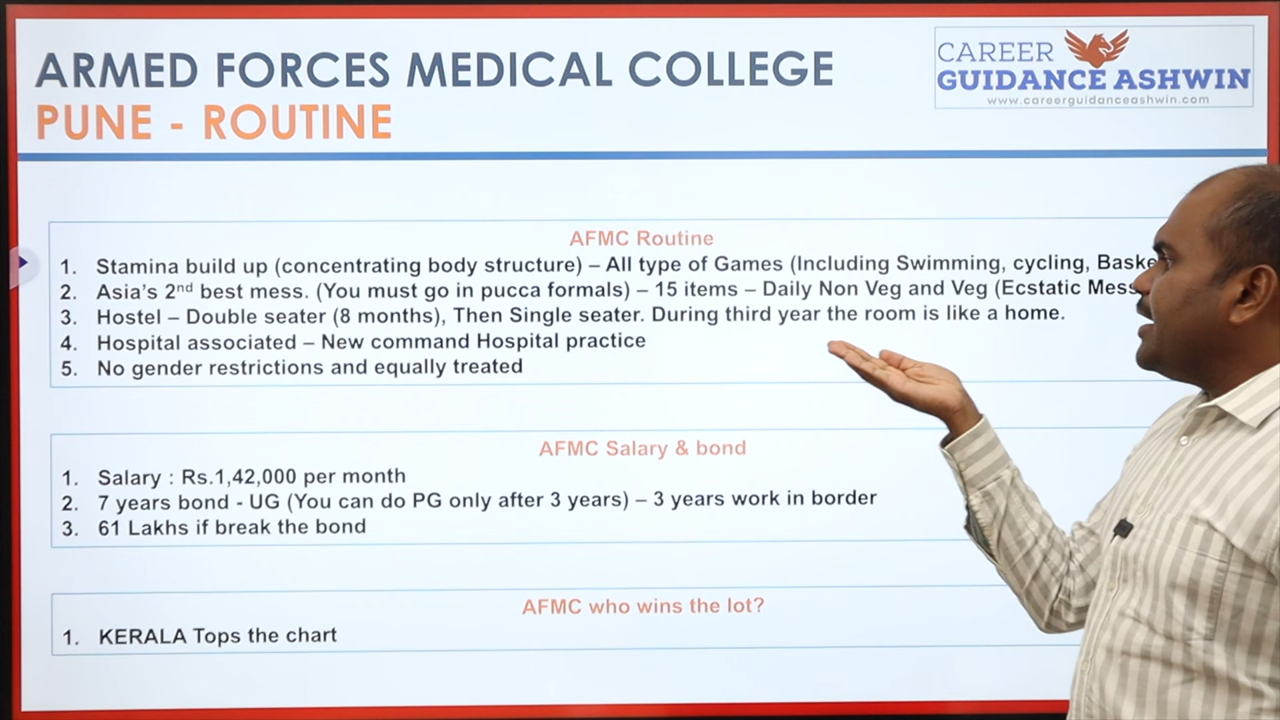 ARMED FORCES MEDICAL COLLEGE
PUNE - ROUTINE
CAREER
GUIDANCE ASHWIN
www.careerguidanceashwin.com
AFMC Routine
1. Stamina build up (concentrating body structure) – All type of Games (Including Swimming, cycling,
2. Asia's 2nd best mess. (You must go in pucca formals) – 15 items – Daily Non Veg and Veg (Ecstatic Mess
3. Hostel – Double seater (8 months), Then Single seater. During third year the room is like a home.
4. Hospital associated – New command Hospital practice
5. No gender restrictions and equally treated
AFMC Salary & bond
1. Salary : Rs.1,42,000 per month
2. 7 years bond - UG (You can do PG only after 3 years) – 3 years work in border
3. 61 Lakhs if break the bond
AFMC who wins the lot?
1. KERALA Tops the chart